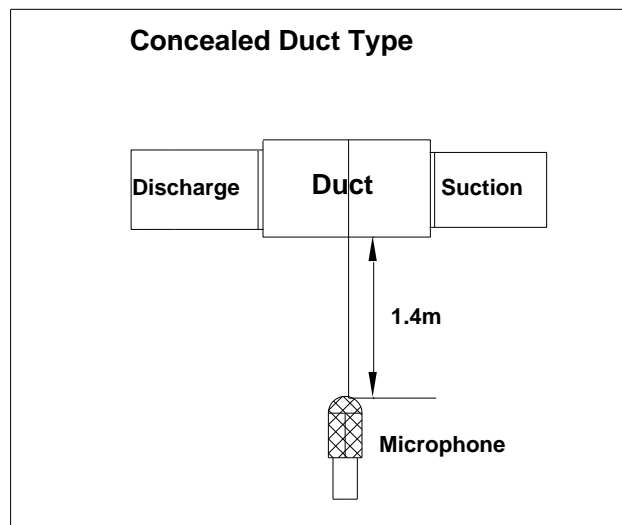 Concealed Duct Type
Discharge
Duct
Suction
1.4m
Microphone